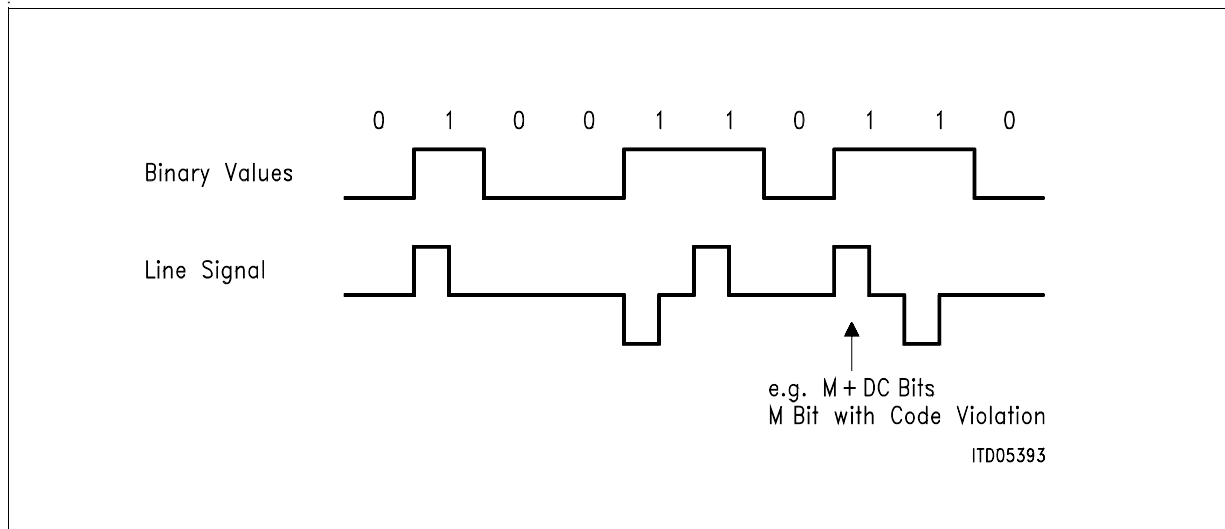 0 1 0 0 1 1 0 1 1 0
Binary Values
Line Signal
e.g. M + DC Bits
M Bit with Code Violation
ITD05393